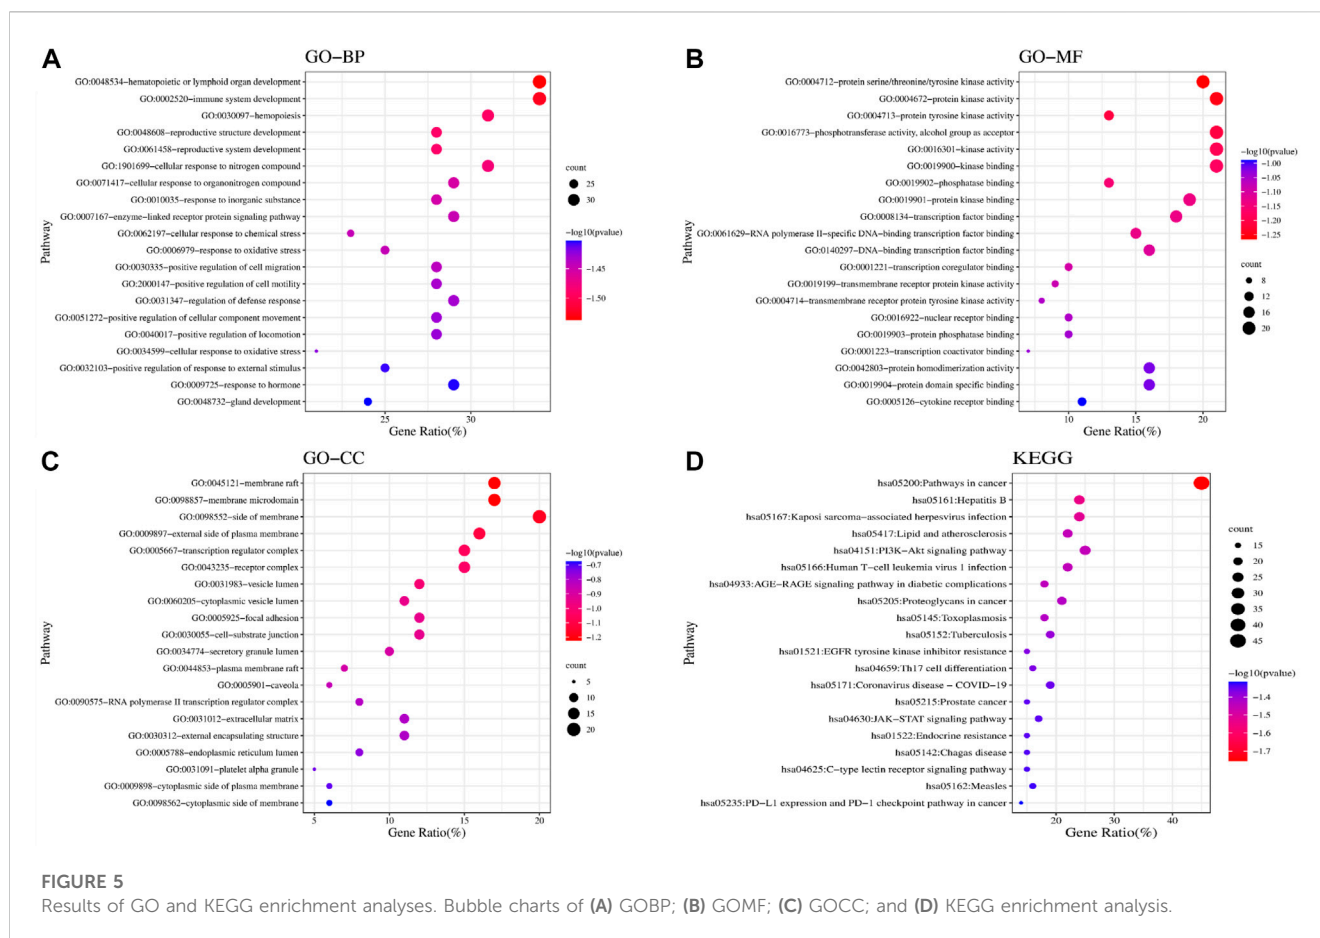 A
GO−BP
GO:0048534−hematopoietic or lymphoid organ development
GO:0002520−immune system development
GO:0030097−hemopoiesis
GO:0048608−reproductive structure development
GO:0061458−reproductive system development
GO:1901699−cellular response to nitrogen compound
GO:0071417−cellular response to organonitrogen compound
GO:0010035−response to inorganic substance
GO:0007167−enzyme−linked receptor protein signaling pathway
GO:0062197−cellular response to chemical stress
GO:0006979−response to oxidative stress
GO:0030335−positive regulation of cell migration
GO:2000147−positive regulation of cell motility
GO:0031347−regulation of defense response
GO:0051272−positive regulation of cellular component movement
GO:0040017−positive regulation of locomotion
GO:0034599−cellular response to oxidative stress
GO:0032103−positive regulation of response to external stimulus
GO:0009725−response to hormone
GO:0048732−gland development
Pathway
25 30
Gene Ratio(%)
count
25
30
−log10(pvalue)
−1.45
−1.50
B
GO−MF
GO:0004712−protein serine/threonine/tyrosine kinase activity
GO:0004672−protein kinase activity
GO:0004713−protein tyrosine kinase activity
GO:0016773−phosphotransferase activity, alcohol group as acceptor
GO:0016301−kinase activity
GO:0019900−kinase binding
GO:0019902−phosphatase binding
GO:0019901−protein kinase binding
GO:0008134−transcription factor binding
GO:0061629−RNA polymerase II−specific DNA−binding transcription factor binding
GO:0140297−DNA−binding transcription factor binding
GO:0001221−transcription coregulator binding
GO:0019199−transmembrane receptor protein kinase activity
GO:0004714−transmembrane receptor protein tyrosine kinase activity
GO:0016922−nuclear receptor binding
GO:0019903−protein phosphatase binding
GO:0001223−transcription coactivator binding
GO:0042803−protein homodimerization activity
GO:0019904−protein domain specific binding
GO:0005126−cytokine receptor binding
Pathway
10 15 20
Gene Ratio(%)
−log10(pvalue)
−1.00
−1.05
−1.10
−1.15
−1.20
−1.25
count
8
12
16
20
C
GO−CC
GO:0045121−membrane raft
GO:0098857−membrane microdomain
GO:0098552−side of membrane
GO:0009897−external side of plasma membrane
GO:0005667−transcription regulator complex
GO:0043235−receptor complex
GO:0031983−vesicle lumen
GO:0060205−cytoplasmic vesicle lumen
GO:0005925−focal adhesion
GO:0030055−cell−substrate junction
GO:0034774−secretory granule lumen
GO:0044853−plasma membrane raft
GO:0005901−caveola
GO:0090575−RNA polymerase II transcription regulator complex
GO:0031012−extracellular matrix
GO:0030312−external encapsulating structure
GO:0005788−endoplasmic reticulum lumen
GO:0031091−platelet alpha granule
GO:0009898−cytoplasmic side of plasma membrane
GO:0098562−cytoplasmic side of membrane
Pathway
5 10 15 20
Gene Ratio(%)
−log10(pvalue)
−0.7
−0.8
−0.9
−1.0
−1.1
−1.2
count
5
10
15
20
D
KEGG
hsa05200:Pathways in cancer
hsa05161:Hepatitis B
hsa05167:Kaposi sarcoma−associated herpesvirus infection
hsa05417:Lipid and atherosclerosis
hsa04151:PI3K−Akt signaling pathway
hsa05166:Human T−cell leukemia virus 1 infection
hsa04933:AGE−RAGE signaling pathway in diabetic complications
hsa05205:Proteoglycans in cancer
hsa05145:Toxoplasmosis
hsa05152:Tuberculosis
hsa01521:EGFR tyrosine kinase inhibitor resistance
hsa04659:Th17 cell differentiation
hsa05171:Coronavirus disease − COVID−19
hsa05215:Prostate cancer
hsa04630:JAK−STAT signaling pathway
hsa01522:Endocrine resistance
hsa05142:Chagas disease
hsa04625:C−type lectin receptor signaling pathway
hsa05162:Measles
hsa05235:PD−L1 expression and PD−1 checkpoint pathway in cancer
Pathway
20 30 40
Gene Ratio(%)
count
15
20
25
30
35
40
45
−log10(pvalue)
−1.4
−1.5
−1.6
−1.7
FIGURE 5
Results of GO and KEGG enrichment analyses. Bubble charts of (A) GOBP; (B) GOMF; (C) GOCC; and (D) KEGG enrichment analysis.